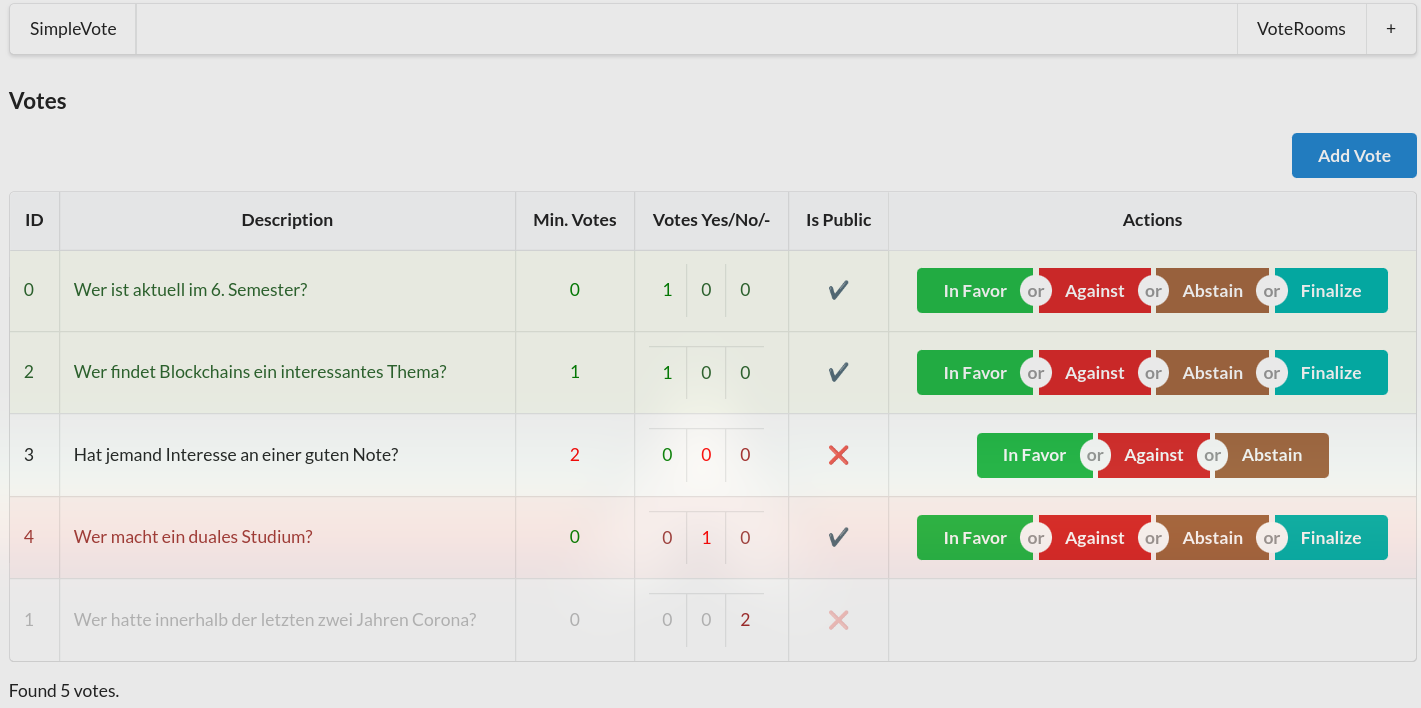 SimpleVote VoteRooms +
Votes
Add Vote
ID Description Min. Votes Votes Yes/No/- Is Public Actions
0 Wer ist aktuell im 6. Semester? 0 1 0 0 ✔ In Favor or Against or Abstain or Finalize
2 Wer findet Blockchains ein interessantes Thema? 1 1 0 0 ✔ In Favor or Against or Abstain or Finalize
3 Hat jemand Interesse an einer guten Note? 2 0 0 0 ❌ In Favor or Against or Abstain
4 Wer macht ein duales Studium? 0 0 1 0 ✔ In Favor or Against or Abstain or Finalize
1 Wer hatte innerhalb der letzten zwei Jahren Corona? 0 0 0 2 ❌
Found 5 votes.